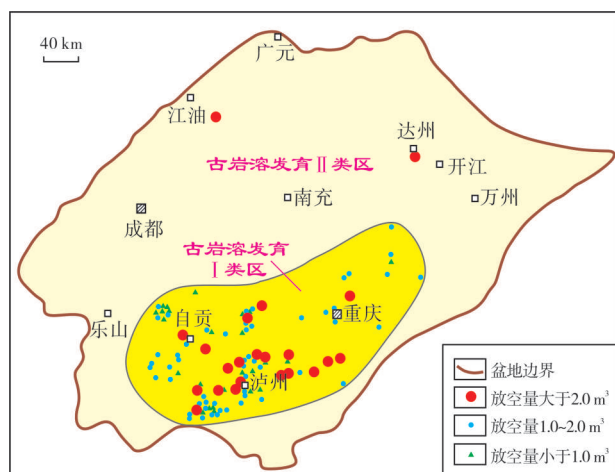 40 km
广元
江油
达州
开江
古岩溶发育Ⅱ类区
南充
万州
成都
古岩溶发育
Ⅰ类区
乐山
自贡
重庆
泸州
盆地边界
放空量大于2.0 m³
放空量1.0~2.0 m³
放空量小于1.0 m³